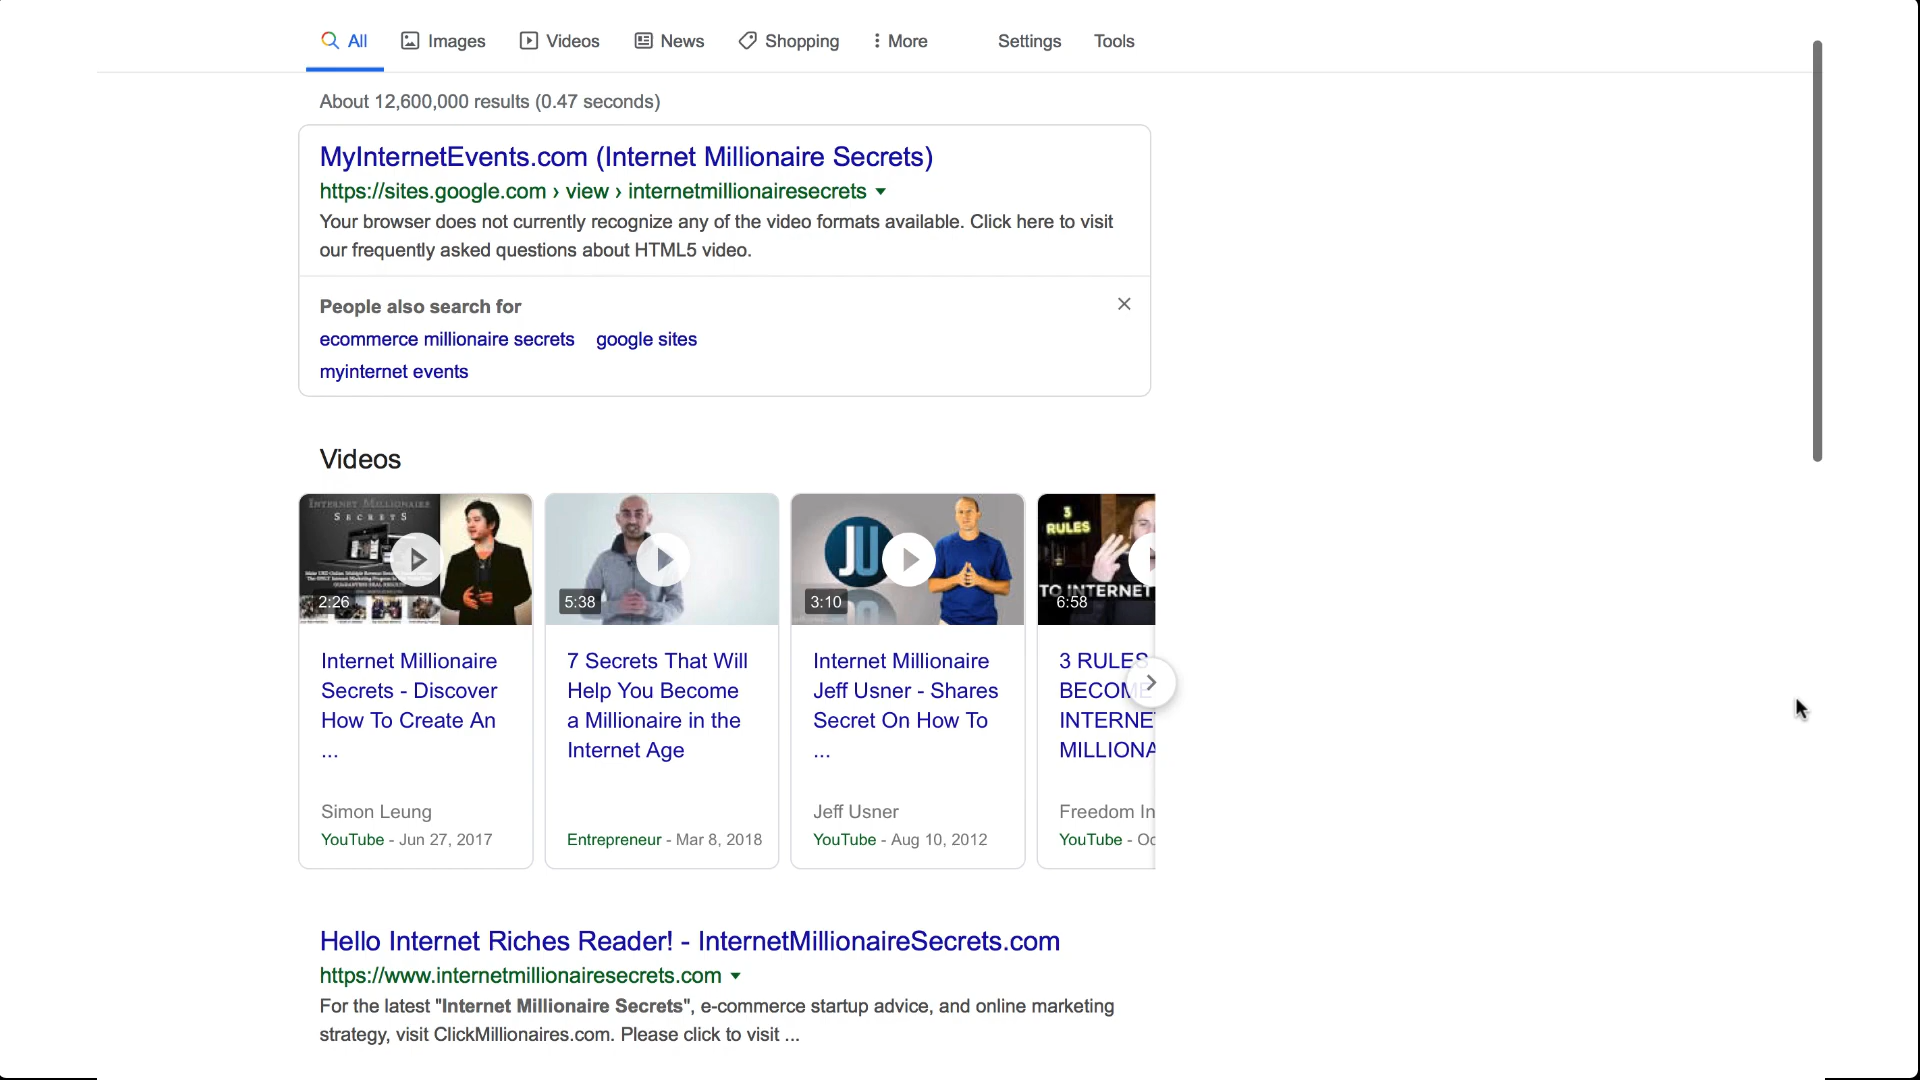 All Images Videos News Shopping More Settings Tools
About 12,600,000 results (0.47 seconds)
MyInternetEvents.com (Internet Millionaire Secrets)
https://sites.google.com › view › internetmillionairesecrets
Your browser does not currently recognize any of the video formats available. Click here to visit
our frequently asked questions about HTML5 video.
People also search for
ecommerce millionaire secrets google sites
myinternet events
Videos
INTERNET MILLIONAIRE
SECRETS
2:26
5:38
JU
3:10
3
RULES
TO INTERNET
6:58
Internet Millionaire
Secrets - Discover
How To Create An
...
Simon Leung
YouTube - Jun 27, 2017
7 Secrets That Will
Help You Become
a Millionaire in the
Internet Age
Entrepreneur - Mar 8, 2018
Internet Millionaire
Jeff Usner - Shares
Secret On How To
...
Jeff Usner
YouTube - Aug 10, 2012
3 RULES
BECOME
INTERNE
MILLIONA
Freedom In
YouTube - Oc
Hello Internet Riches Reader! - InternetMillionaireSecrets.com
https://www.internetmillionairesecrets.com
For the latest "Internet Millionaire Secrets", e-commerce startup advice, and online marketing
strategy, visit ClickMillionaires.com. Please click to visit ...